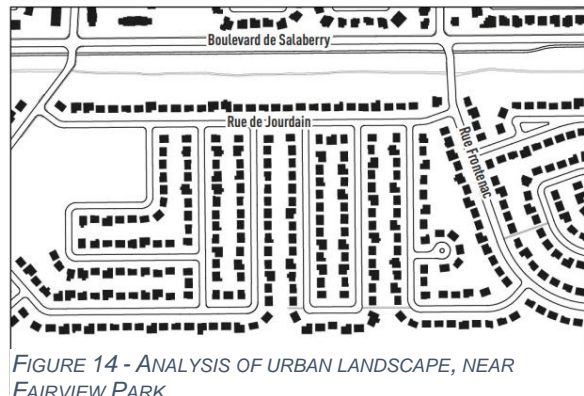 Boulevard de Salaberry
Rue de Jourdain
Rue Frontenac
FIGURE 14 - ANALYSIS OF URBAN LANDSCAPE, NEAR
FAIRVIEW PARK